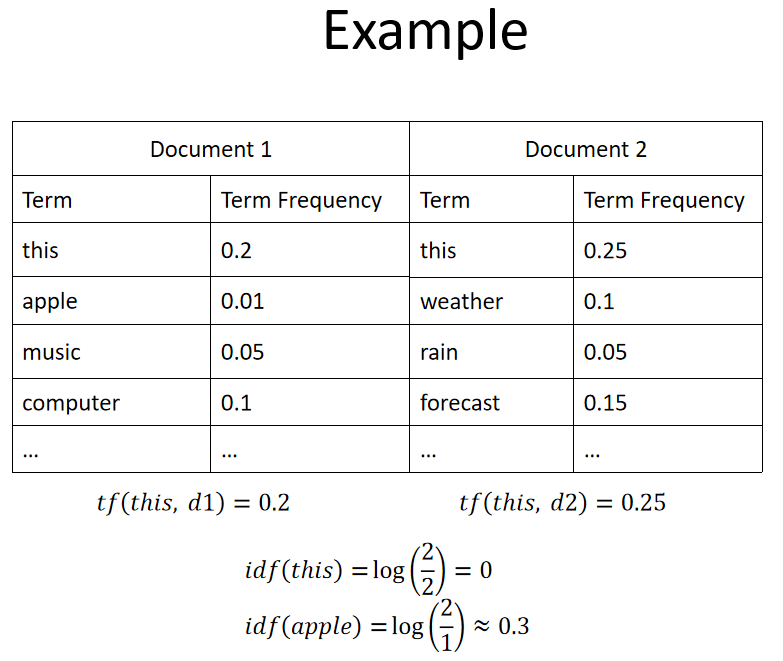 Example
Document 1 Document 2
Term Term Frequency Term Term Frequency
this 0.2 this 0.25
apple 0.01 weather 0.1
music 0.05 rain 0.05
computer 0.1 forecast 0.15
... ... ... ...
tf(this, d1) = 0.2 tf(this, d2) = 0.25
idf(this) = log(2/2) = 0
idf(apple) = log(2/1) ≈ 0.3